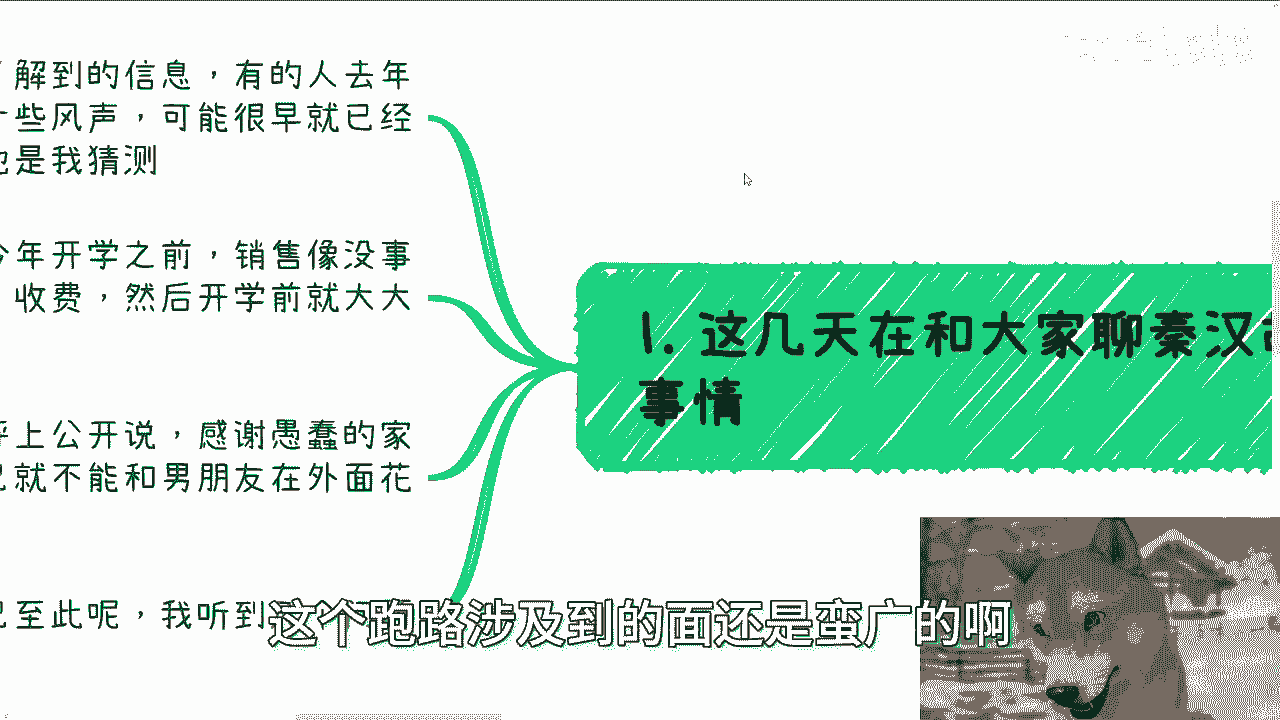 解到的信息，有的人去年
些风声，可能很早就已经
是我猜测
年开学之前，销售像没事
收费，然后开学前就大大
上公开说，感谢愚蠢的家
就不能和男朋友在外面花
至此呢，我听到
1. 这几天在和大家聊秦汉
事情
这个跑路涉及到的面还是蛮广的啊